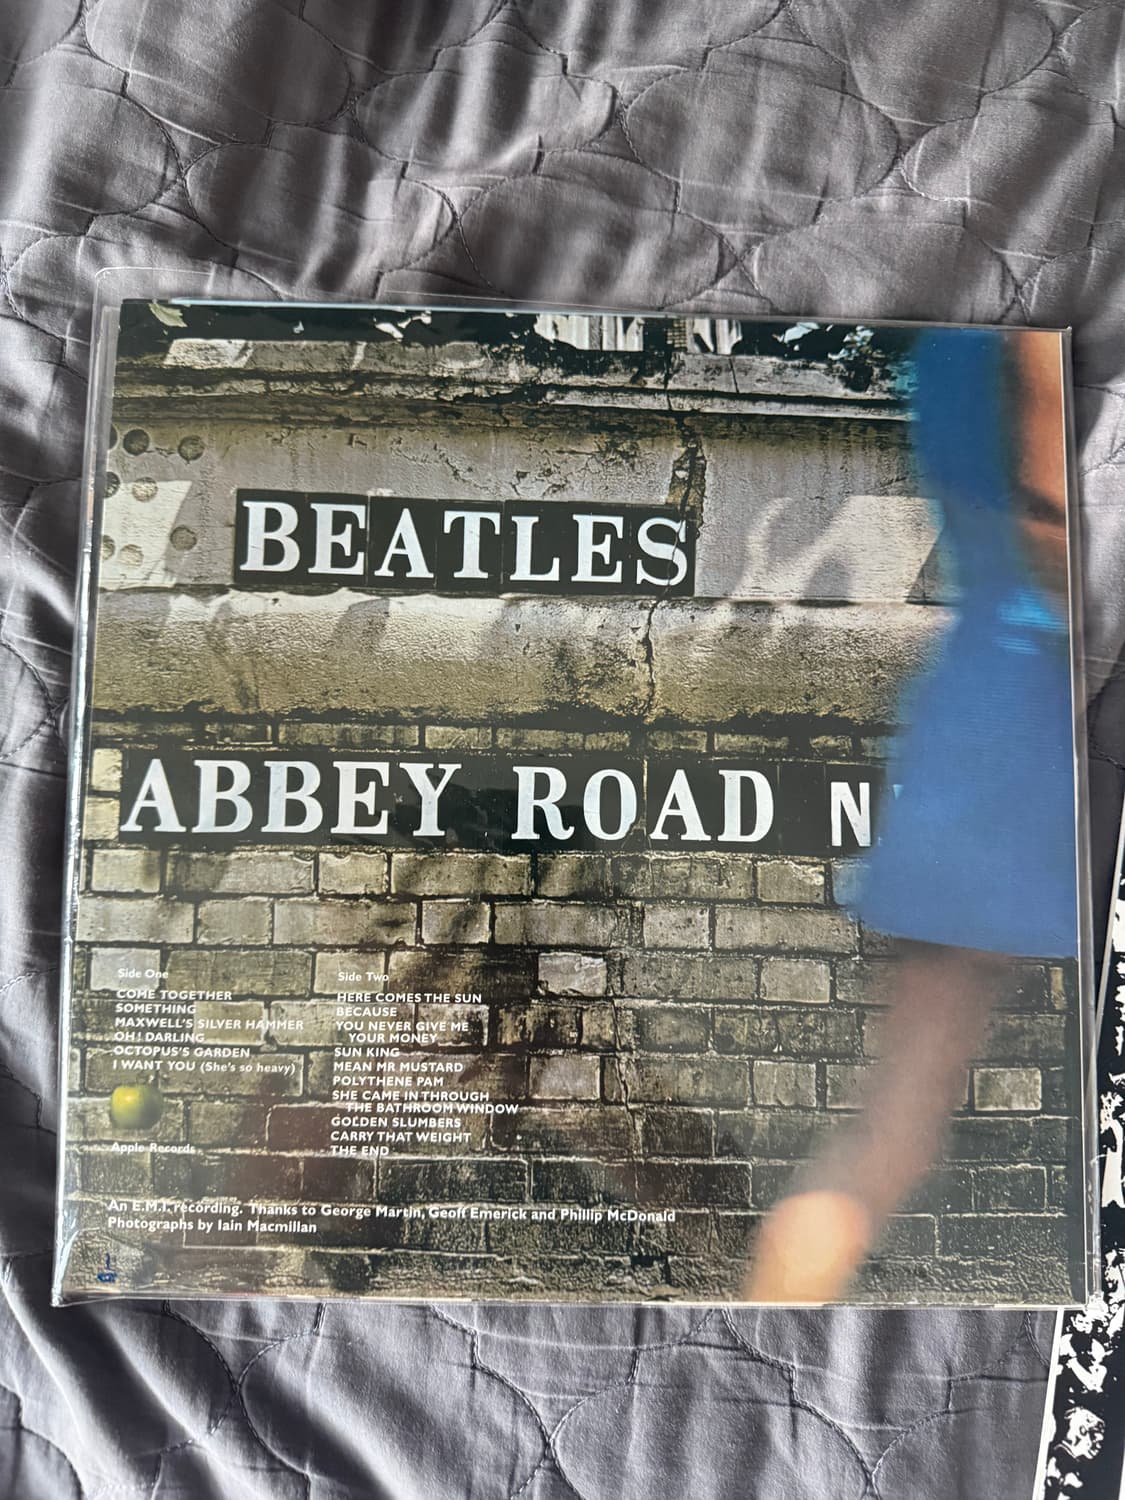 BEATLES
ABBEY ROAD N
Side One
COME TOGETHER
SOMETHING
MAXWELL'S SILVER HAMMER
OH! DARLING
OCTOPUS'S GARDEN
I WANT YOU (She's so heavy)
Apple Records
Side Two
HERE COMES THE SUN
BECAUSE
YOU NEVER GIVE ME
YOUR MONEY
SUN KING
MEAN MR MUSTARD
POLYTHENE PAM
SHE CAME IN THROUGH
THE BATHROOM WINDOW
GOLDEN SLUMBERS
CARRY THAT WEIGHT
THE END
An E.M.I. recording. Thanks to George Martin, Geoff Emerick and Phillip McDonald
Photographs by Iain Macmillan